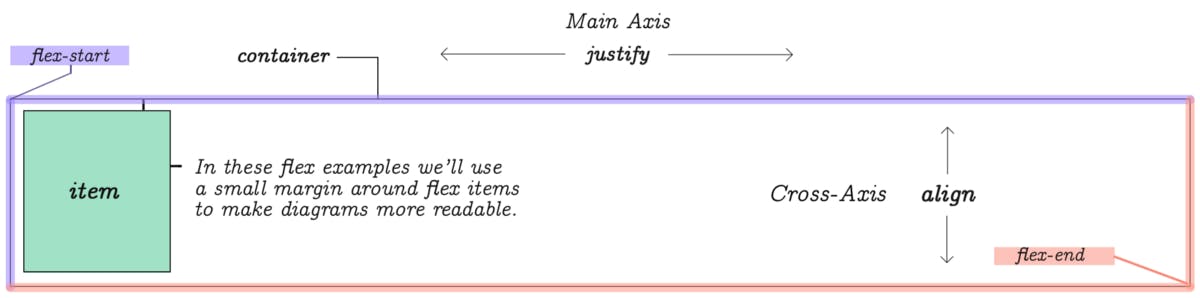 Main Axis
flex-start
container
justify
In these flex examples we'll use
a small margin around flex items
to make diagrams more readable.
item
Cross-Axis
align
flex-end